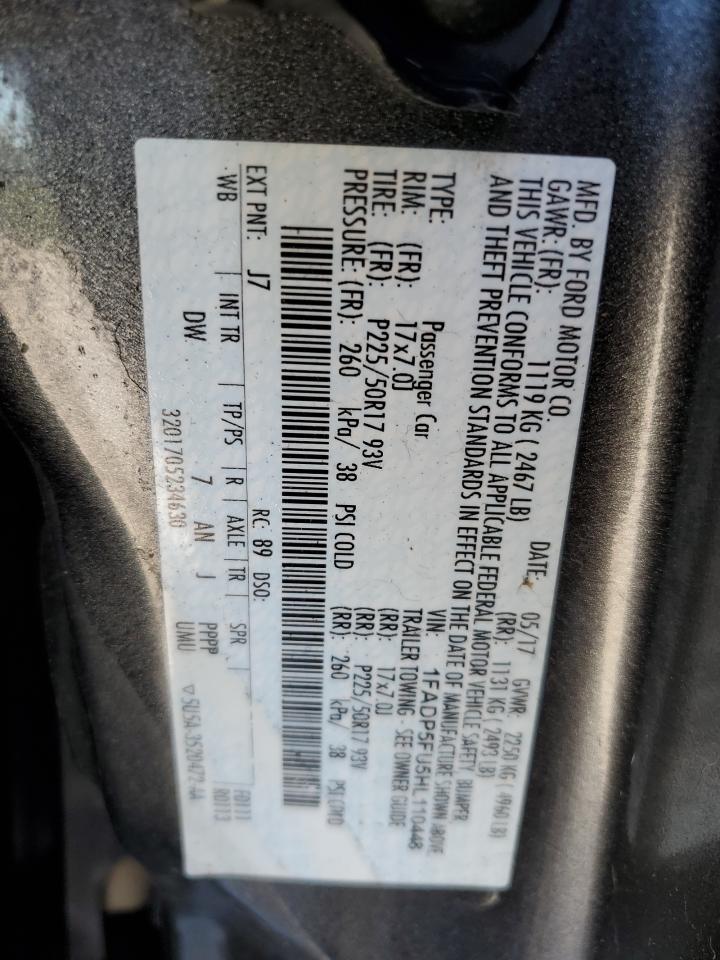 MFD. BY FORD MOTOR CO.
DATE: 05/17 GVWR: 2250 KG ( 4960 LB)
GAWR: (FR): 1119 KG ( 2467 LB) (RR): 1131 KG ( 2493 LB)
THIS VEHICLE CONFORMS TO ALL APPLICABLE FEDERAL MOTOR VEHICLE SAFETY, BUMPER
AND THEFT PREVENTION STANDARDS IN EFFECT ON THE DATE OF MANUFACTURE SHOWN ABOVE
VIN: 1FADP5FU5HL110448
TYPE: Passenger Car TRAILER TOWING - SEE OWNER GUIDE
RIM: (FR): 17x7.0J (RR): 17x7.0J
TIRE: (FR): P225/50R17 93V (RR): P225/50R17 93V
PRESSURE: (FR): 260 kPa/ 38 PSI COLD (RR): 260 kPa/ 38 PSI COLD
EXT PNT: J7 RC: 89 DSO:
WB INT TR TP/PS R AXLE TR SPR F0111
DW 7 AN J PPPP R0113
3201705234630 UMU